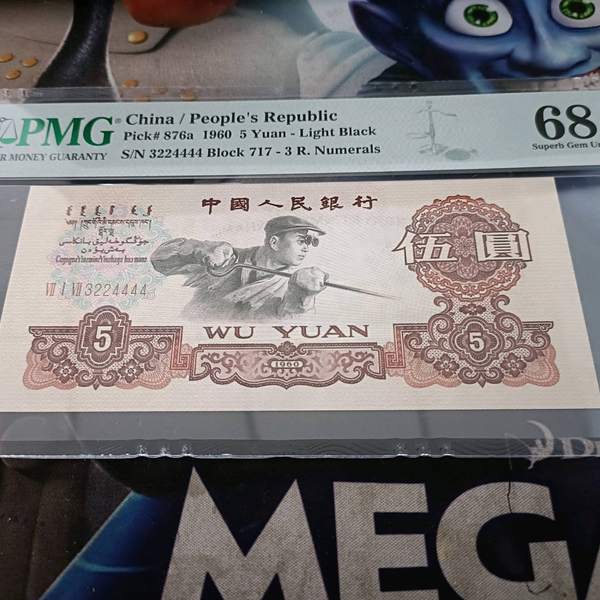 PMG
®
R MONEY GUARANTY
China / People's Republic
Pick# 876a 1960 5 Yuan - Light Black
S/N 3224444 Block 717 - 3 R. Numerals
68
Superb Gem Un
中國人民銀行
VII I VII 3224444
伍圓
5
WU YUAN
5
1960
MEGA